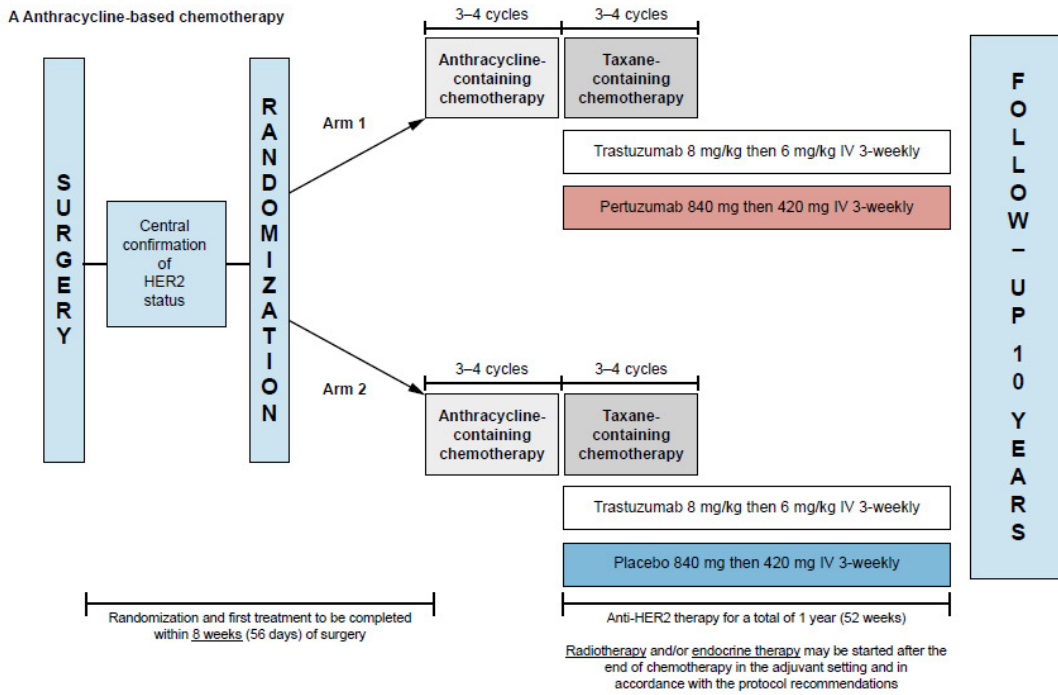 A Anthracycline-based chemotherapy
SURGERY
Central
confirmation
of
HER2
status
RANDOMIZATION
Arm 1
3–4 cycles
3–4 cycles
Anthracycline-
containing
chemotherapy
Taxane-
containing
chemotherapy
Trastuzumab 8 mg/kg then 6 mg/kg IV 3-weekly
Pertuzumab 840 mg then 420 mg IV 3-weekly
Arm 2
3–4 cycles
3–4 cycles
Anthracycline-
containing
chemotherapy
Taxane-
containing
chemotherapy
Trastuzumab 8 mg/kg then 6 mg/kg IV 3-weekly
Placebo 840 mg then 420 mg IV 3-weekly
FOLLOW–UP 10 YEARS
Randomization and first treatment to be completed
within 8 weeks (56 days) of surgery
Anti-HER2 therapy for a total of 1 year (52 weeks)
Radiotherapy and/or endocrine therapy may be started after the
end of chemotherapy in the adjuvant setting and in
accordance with the protocol recommendations